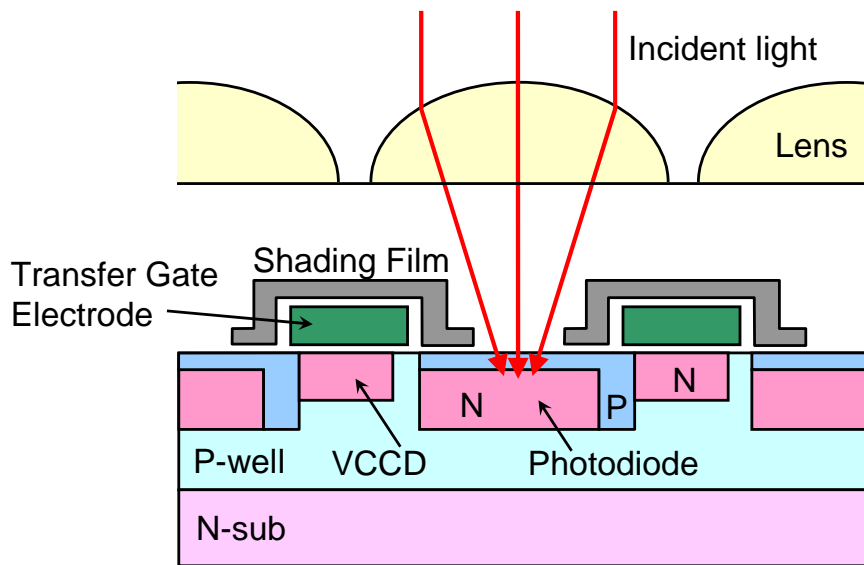 Incident light
Lens
Shading Film
Transfer Gate
Electrode
N
P
N
P-well
VCCD
Photodiode
N-sub